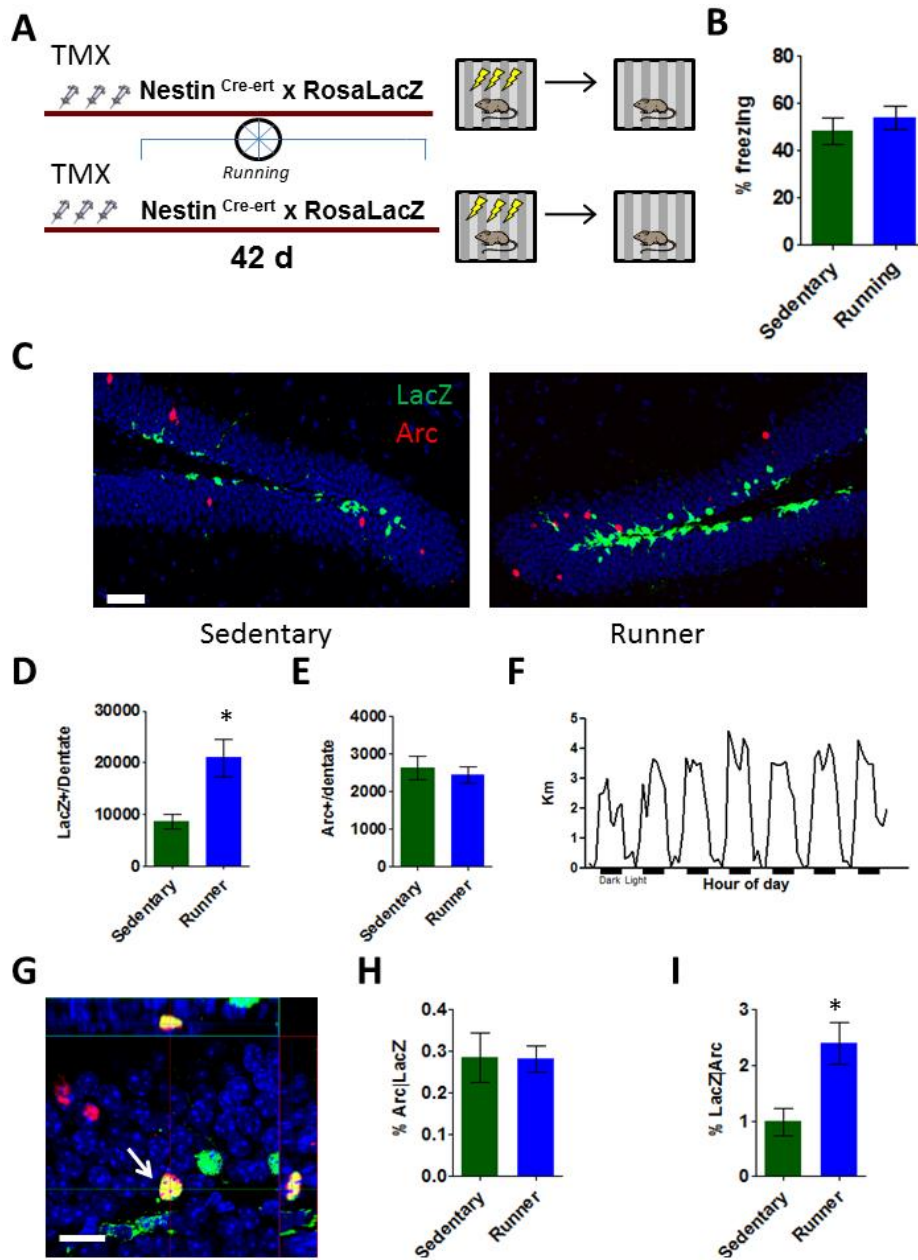 A
TMX
Nestin Cre-ert x RosaLacZ
Running
TMX
Nestin Cre-ert x RosaLacZ
42 d
B
% freezing
80
60
40
20
0
Sedentary
Running
C
LacZ
Arc
Sedentary
Runner
D
LacZ+/Dentate
30000
20000
10000
0
*
Sedentary
Runner
E
Arc+/dentate
4000
3000
2000
1000
0
Sedentary
Runner
F
Km
5
4
3
2
1
0
Dark Light
Hour of day
G
H
% Arc|LacZ
0.4
0.3
0.2
0.1
0.0
Sedentary
Runner
I
% LacZ|Arc
3
2
1
0
*
Sedentary
Runner